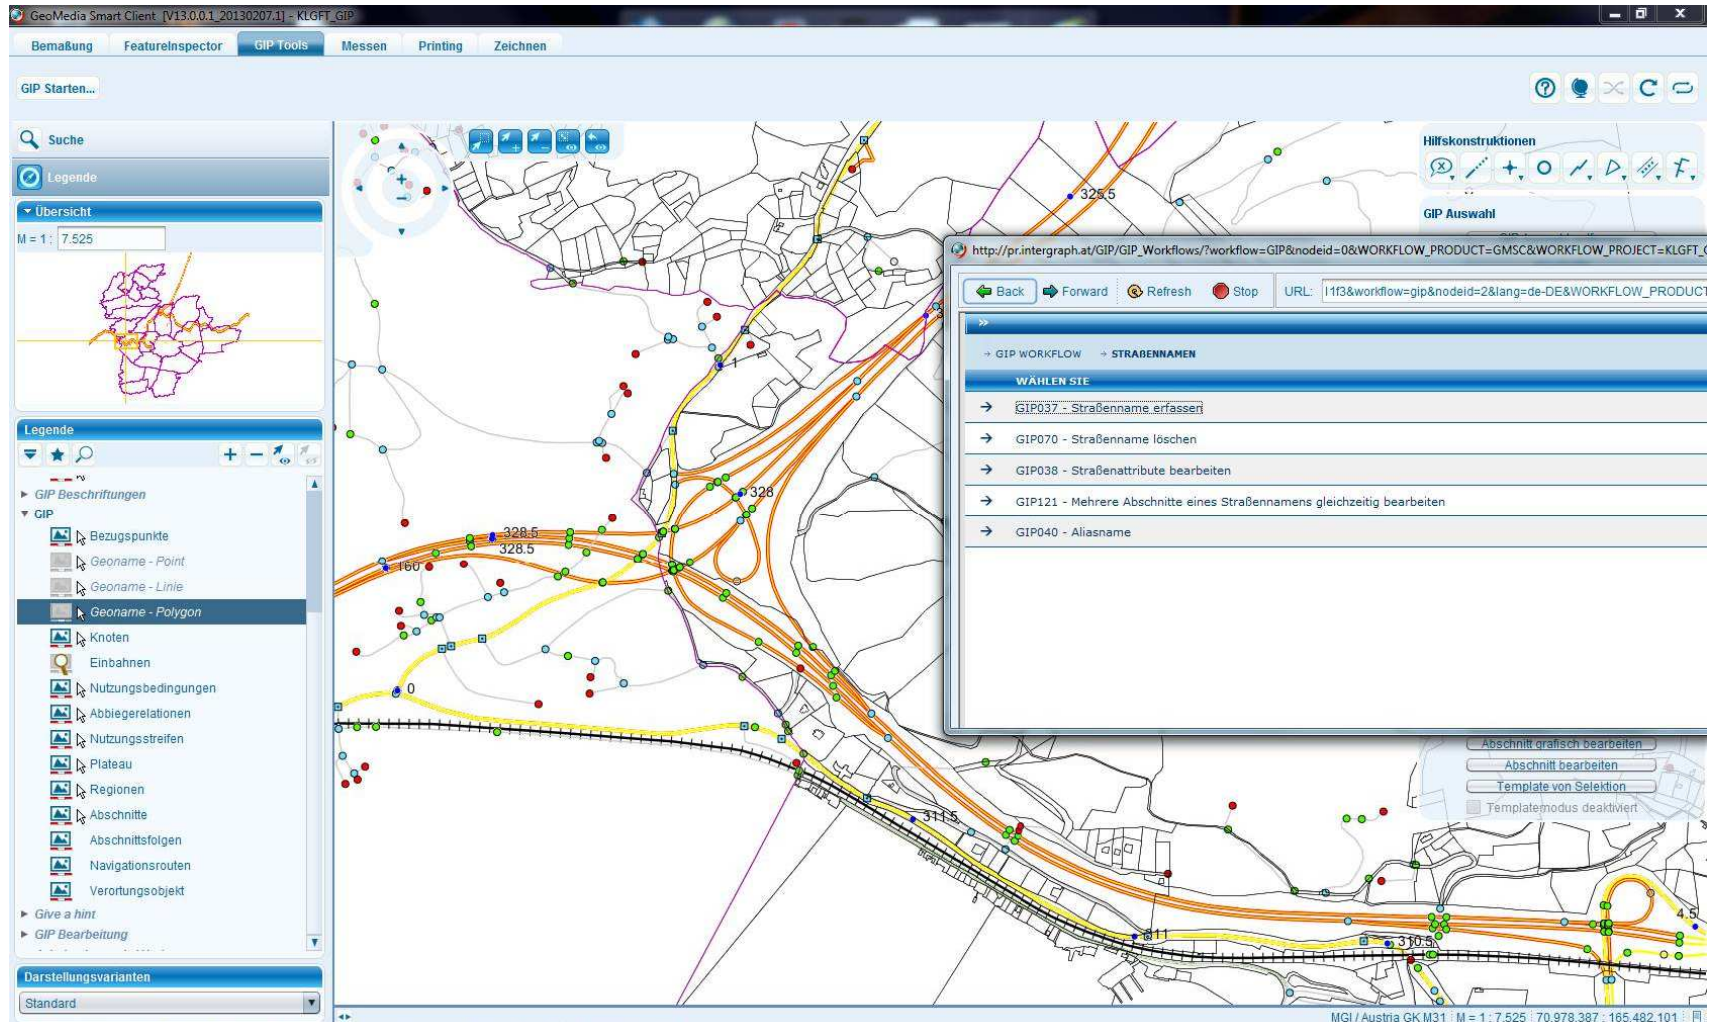 GeoMedia Smart Client [V13.0.0.1_20130207.1] - KLGFT_GIP
Bemaßung FeatureInspector GIP Tools Messen Printing Zeichnen
GIP Starten...
Suche
Legende
Übersicht
M = 1 : 7.525
Legende
GIP Beschriftungen
GIP
Bezugspunkte
Geoname - Point
Geoname - Linie
Geoname - Polygon
Knoten
Einbahnen
Nutzungsbedingungen
Abbiegerelationen
Nutzungsstreifen
Plateau
Regionen
Abschnitte
Abschnittsfolgen
Navigationsrouten
Verortungsobjekt
Give a hint
GIP Bearbeitung
Darstellungsvarianten
Standard
325.5
1
328
328.5
328.5
160
0
311.5
311
310.5
4.5
Hilfskonstruktionen
GIP Auswahl
http://pr.intergraph.at/GIP/GIP_Workflows/?workflow=GIP&nodeid=0&WORKFLOW_PRODUCT=GMSC&WORKFLOW_PROJECT=KLGFT_G
Back Forward Refresh Stop URL: l1f3&workflow=gip&nodeid=2&lang=de-DE&WORKFLOW_PRODUCT
»
GIP WORKFLOW STRAßENNAMEN
WÄHLEN SIE
GIP037 - Straßenname erfassen
GIP070 - Straßenname löschen
GIP038 - Straßenattribute bearbeiten
GIP121 - Mehrere Abschnitte eines Straßennamens gleichzeitig bearbeiten
GIP040 - Aliasname
Abschnitt grafisch bearbeiten
Abschnitt bearbeiten
Template von Selektion
Templatemodus deaktiviert
MGI / Austria GK M31 M = 1 : 7.525 70.978,387 : 165.482,101